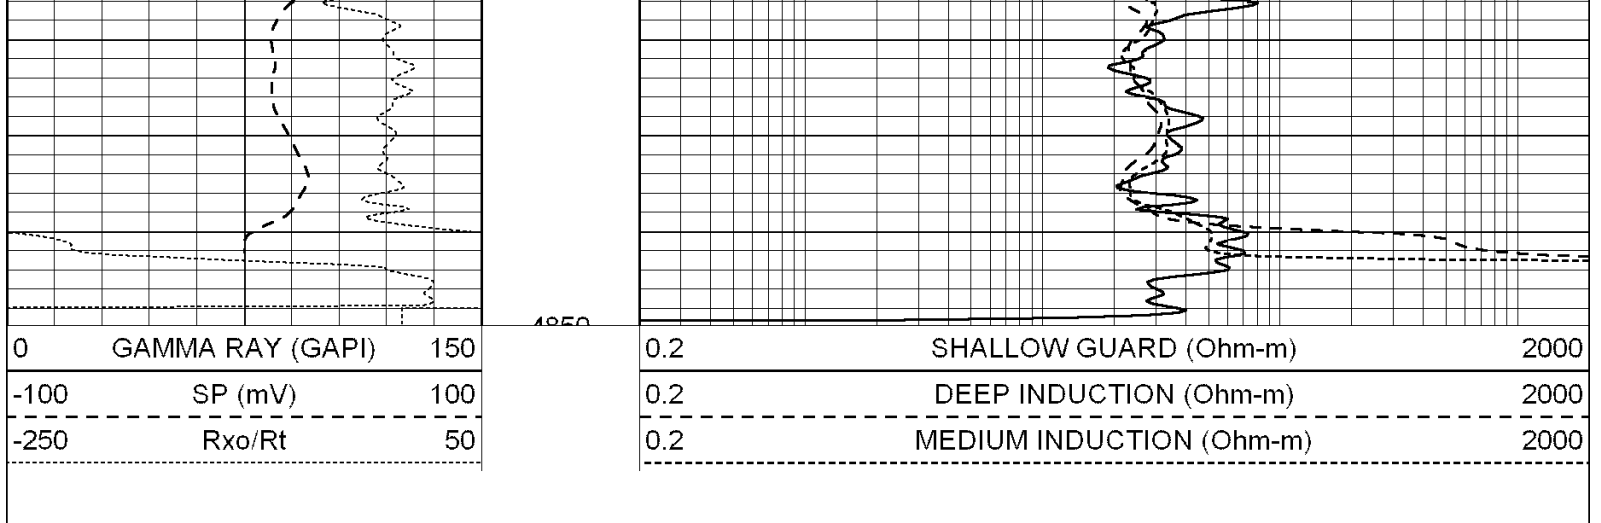 4850
0 GAMMA RAY (GAPI) 150 0.2 SHALLOW GUARD (Ohm-m) 2000
-100 SP (mV) 100 0.2 DEEP INDUCTION (Ohm-m) 2000
-250 Rxo/Rt 50 0.2 MEDIUM INDUCTION (Ohm-m) 2000